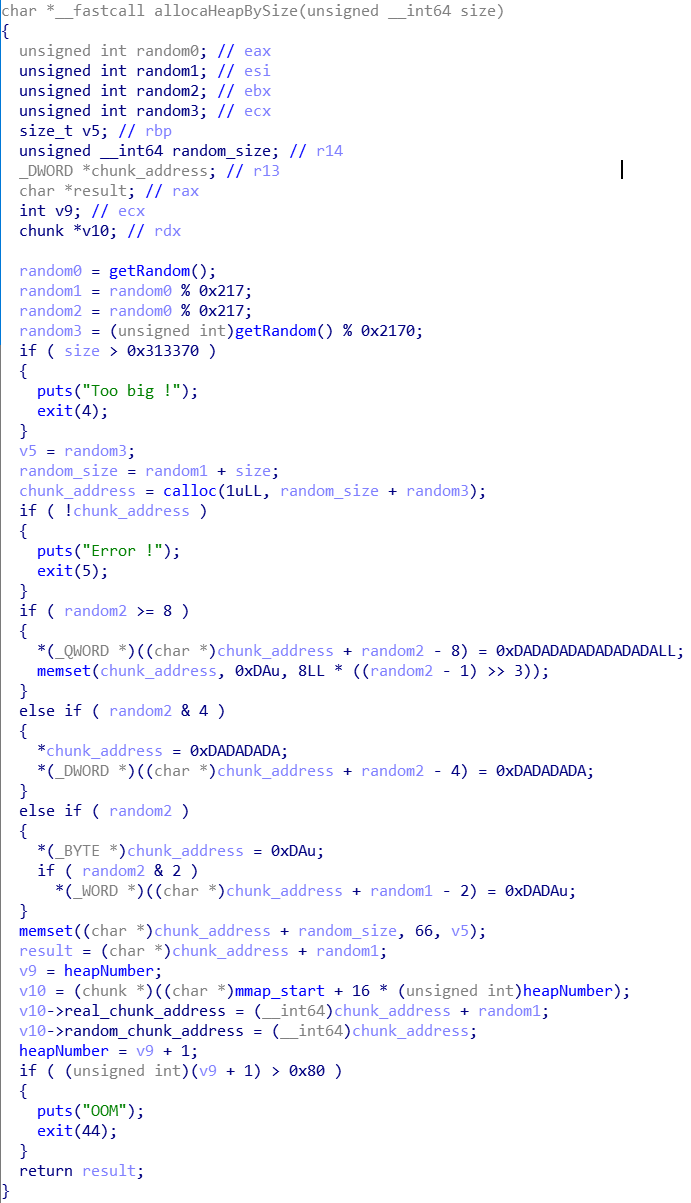 char *__fastcall allocaHeapBySize(unsigned __int64 size)
{
  unsigned int random0; // eax
  unsigned int random1; // esi
  unsigned int random2; // ebx
  unsigned int random3; // ecx
  size_t v5; // rbp
  unsigned __int64 random_size; // r14
  _DWORD *chunk_address; // r13
  char *result; // rax
  int v9; // ecx
  chunk *v10; // rdx

  random0 = getRandom();
  random1 = random0 % 0x217;
  random2 = random0 % 0x217;
  random3 = (unsigned int)getRandom() % 0x2170;
  if ( size > 0x313370 )
  {
    puts("Too big !");
    exit(4);
  }
  v5 = random3;
  random_size = random1 + size;
  chunk_address = calloc(1uLL, random_size + random3);
  if ( !chunk_address )
  {
    puts("Error !");
    exit(5);
  }
  if ( random2 >= 8 )
  {
    *(_QWORD *)((char *)chunk_address + random2 - 8) = 0xDADADADADADADADALL;
    memset(chunk_address, 0xDAu, 8LL * ((random2 - 1) >> 3));
  }
  else if ( random2 & 4 )
  {
    *chunk_address = 0xDADADADA;
    *(_DWORD *)((char *)chunk_address + random2 - 4) = 0xDADADADA;
  }
  else if ( random2 )
  {
    *(_BYTE *)chunk_address = 0xDAu;
    if ( random2 & 2 )
      *(_WORD *)((char *)chunk_address + random1 - 2) = 0xDADAu;
  }
  memset((char *)chunk_address + random_size, 66, v5);
  result = (char *)chunk_address + random1;
  v9 = heapNumber;
  v10 = (chunk *)((char *)mmap_start + 16 * (unsigned int)heapNumber);
  v10->real_chunk_address = (__int64)chunk_address + random1;
  v10->random_chunk_address = (__int64)chunk_address;
  heapNumber = v9 + 1;
  if ( (unsigned int)(v9 + 1) > 0x80 )
  {
    puts("OOM");
    exit(44);
  }
  return result;
}